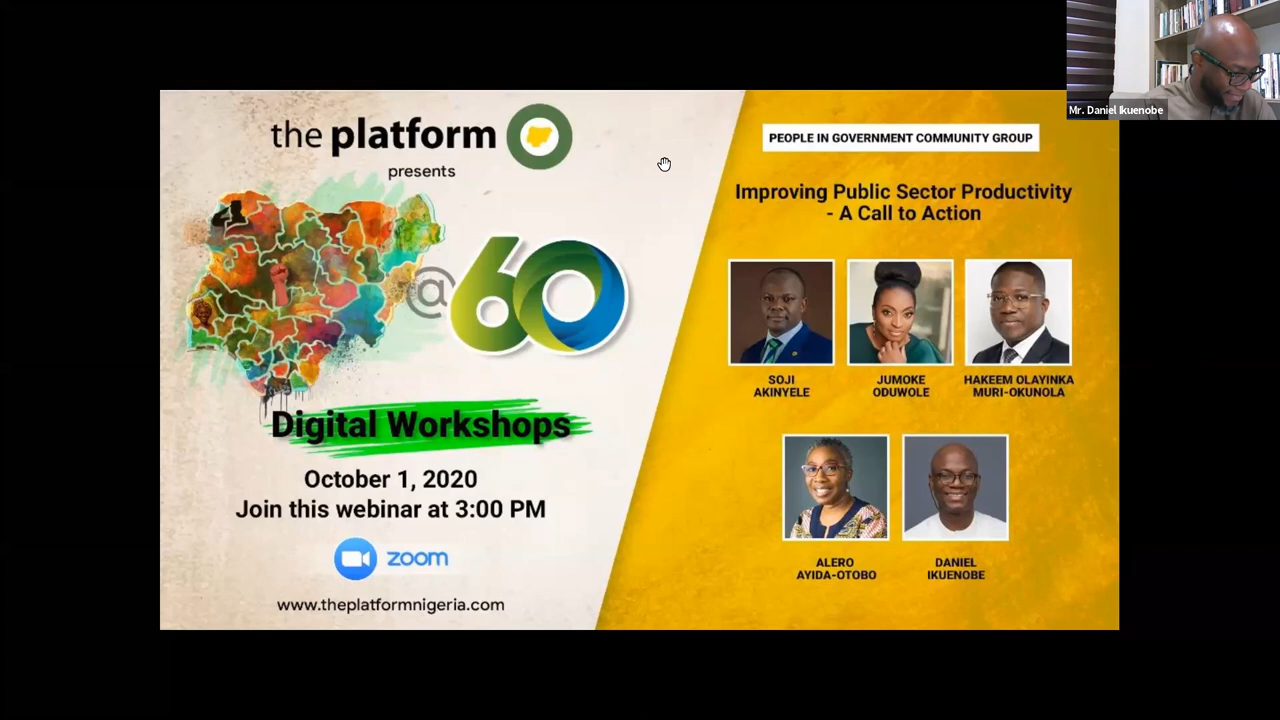 the platform
presents
@60
Digital Workshops
October 1, 2020
Join this webinar at 3:00 PM
zoom
www.theplatformnigeria.com
PEOPLE IN GOVERNMENT COMMUNITY GROUP
Improving Public Sector Productivity
- A Call to Action
SOJI
AKINYELE
JUMOKE
ODUWOLE
HAKEEM OLAYINKA
MURI-OKUNOLA
ALERO
AYIDA-OTOBO
DANIEL
IKUENOBE
Mr. Daniel Ikuenobe